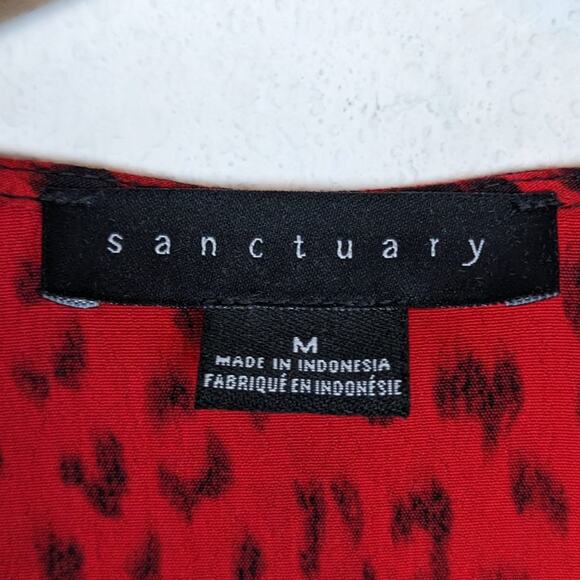 sanctuary
M
MADE IN INDONESIA
FABRIQUÉ EN INDONÉSIE